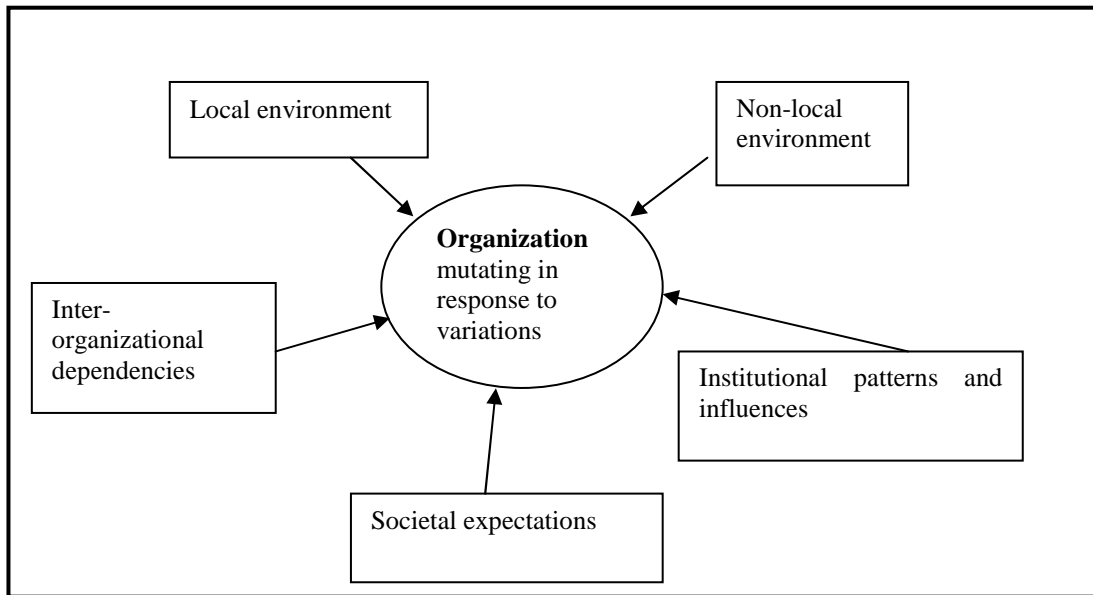 Local environment
Non-local
environment
Organization
mutating in
response to
variations
Inter-
organizational
dependencies
Institutional patterns and
influences
Societal expectations